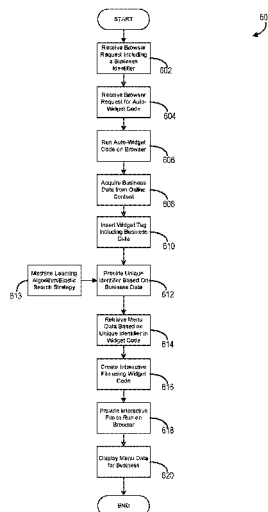 START
60
Receive Browser
Request Including
a Business
Identifier
602
Receive Browser
Request for Auto-
Widget Code
604
Run Auto-Widget
Code on Browser
606
Acquire Business
Data from Online
Content
608
Insert Widget Tag
Including Business
Data
610
Machine Learning
Algorithm/Elastic
Search Strategy
613
Provide Unique
Identifier Based On
Business Data
612
Retrieve Menu
Data Based on
Unique Identifier in
Widget Code
614
Create Interactive
File using Widget
Code
616
Provide Interactive
File to Run on
Browser
618
Display Menu Data
for Business
620
END